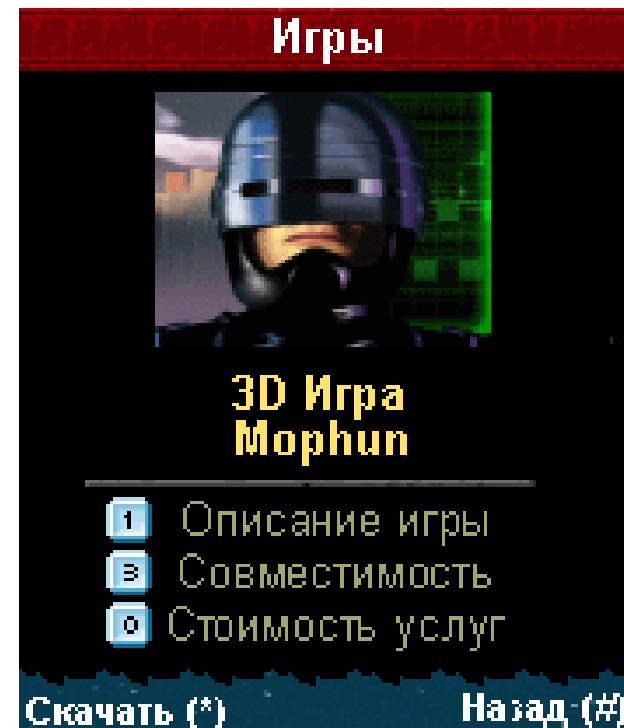 Игры
3D Игра
Mophun
1 Описание игры
3 Совместимость
0 Стоимость услуг
Скачать (*) Назад (#)